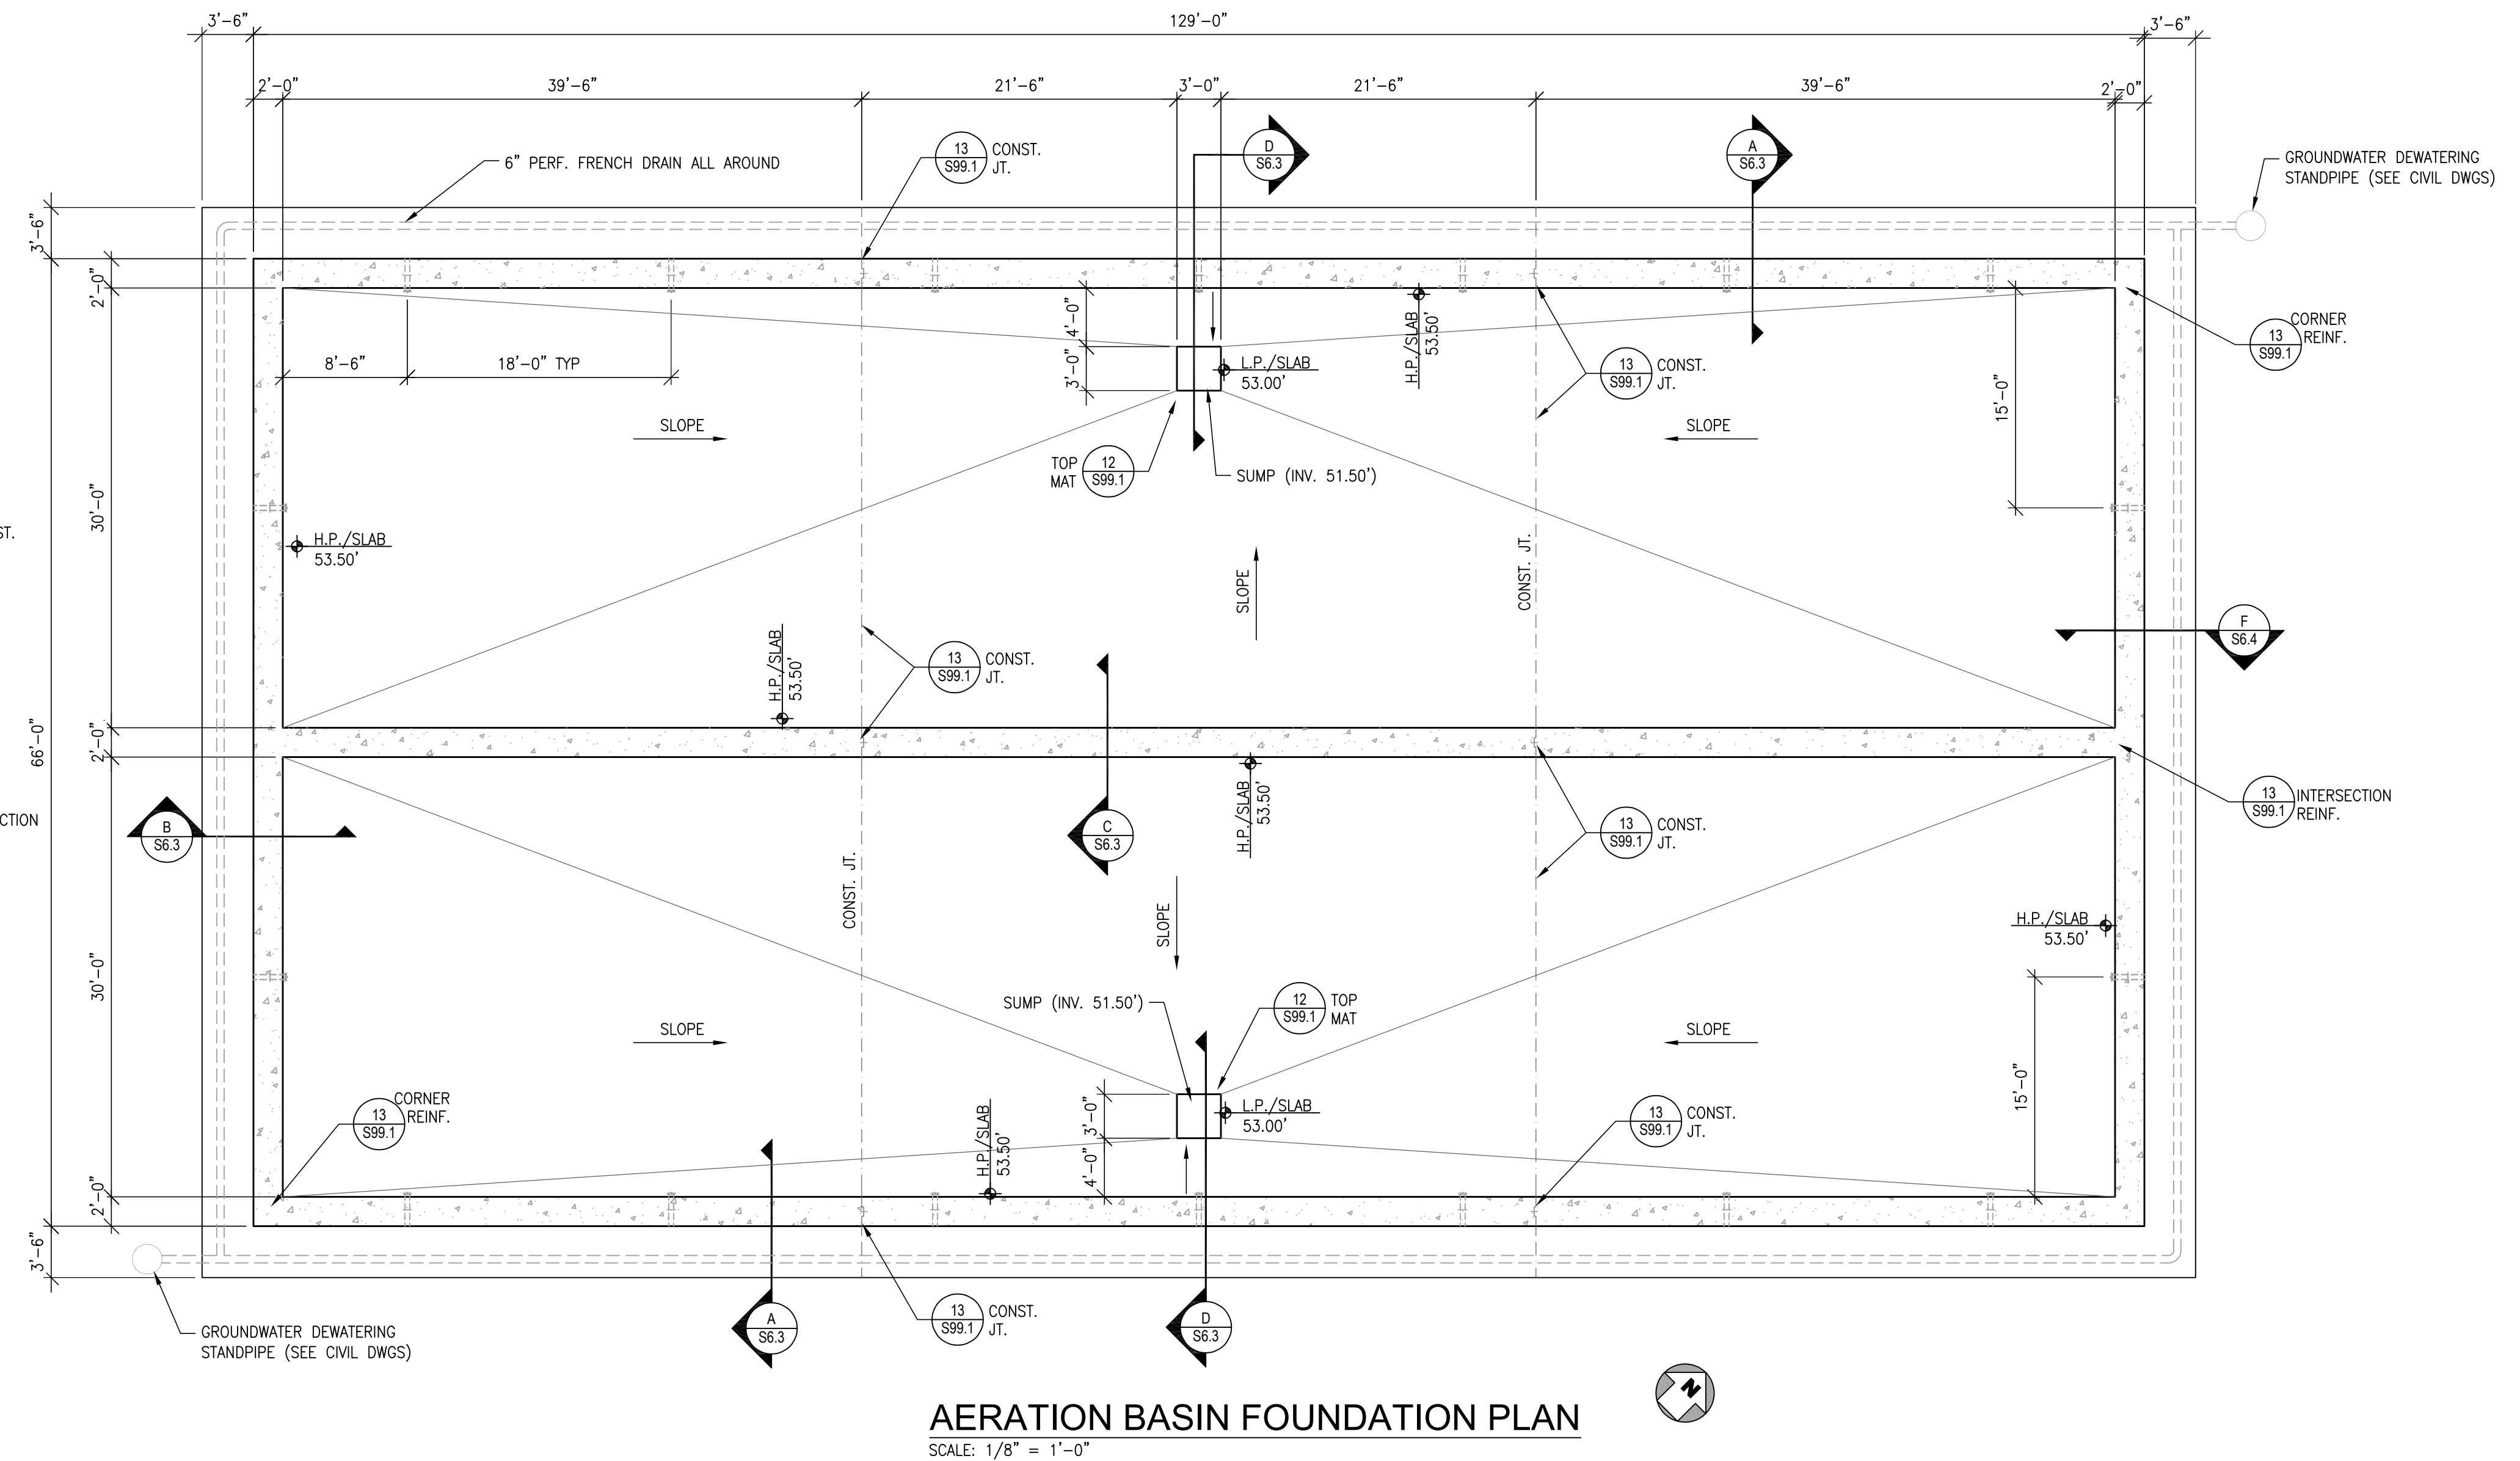 3'-6"
129'-0"
3'-6"
2'-0"
39'-6"
21'-6"
3'-0"
21'-6"
39'-6"
2'-0"
6" PERF. FRENCH DRAIN ALL AROUND
13
S99.1
CONST.
JT.
D
S6.3
A
S6.3
GROUNDWATER DEWATERING
STANDPIPE (SEE CIVIL DWGS)
3'-6"
2'-0"
4'-0"
3'-0"
8'-6"
18'-0" TYP
L.P./SLAB
53.00'
H.P./SLAB
53.50'
13
S99.1
CONST.
JT.
13
S99.1
CORNER
REINF.
15'-0"
SLOPE
SLOPE
TOP
MAT
12
S99.1
SUMP (INV. 51.50')
30'-0"
ST.
H.P./SLAB
53.50'
SLOPE
CONST. JT.
F
S6.4
H.P./SLAB
53.50'
13
S99.1
CONST.
JT.
66'-0"
2'-0"
H.P./SLAB
53.50'
13
S99.1
INTERSECTION
REINF.
CTION
B
S6.3
C
S6.3
13
S99.1
CONST.
JT.
CONST. JT.
SLOPE
H.P./SLAB
53.50'
30'-0"
SUMP (INV. 51.50')
12
S99.1
TOP
MAT
SLOPE
SLOPE
15'-0"
13
S99.1
CORNER
REINF.
H.P./SLAB
53.50'
3'-0"
4'-0"
L.P./SLAB
53.00'
13
S99.1
CONST.
JT.
2'-0"
3'-6"
A
S6.3
13
S99.1
CONST.
JT.
D
S6.3
GROUNDWATER DEWATERING
STANDPIPE (SEE CIVIL DWGS)
N
AERATION BASIN FOUNDATION PLAN
SCALE: 1/8" = 1'-0"